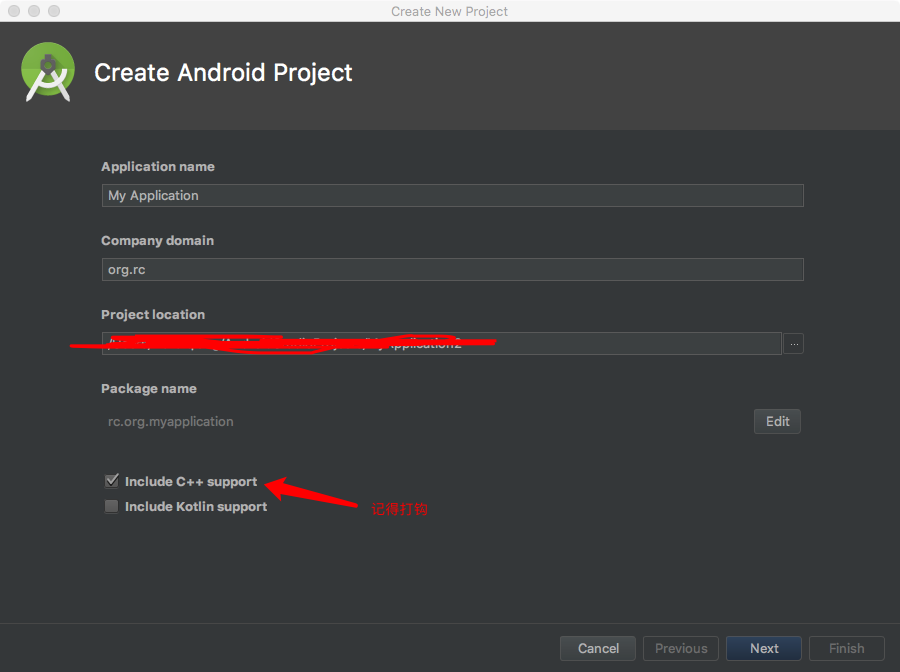 Create New Project
Create Android Project
Application name
My Application
Company domain
org.rc
Project location
Package name
rc.org.myapplication
Edit
Include C++ support
Include Kotlin support
记得打钩
Cancel
Previous
Next
Finish